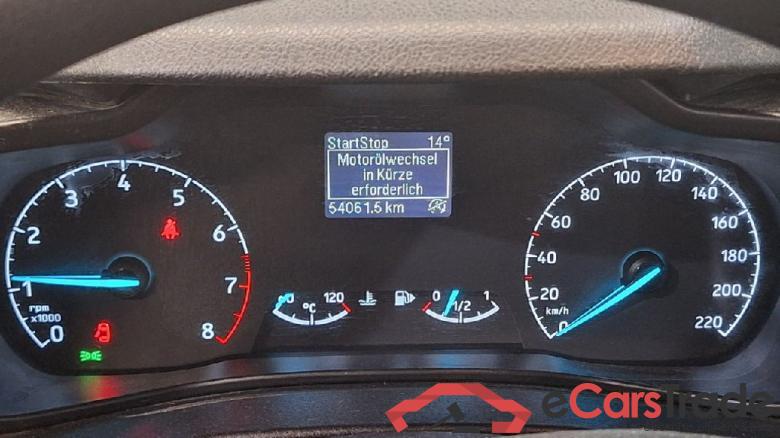 StartStop 14°
Motorölwechsel
in Kürze
erforderlich
54061.5 km
0 1 2 3 4 5 6 7 8
rpm
x1000
°C 120
0 1/2 1
0 20 40 60 80 100 120 140 160 180 200 220
km/h
eCarsTrade